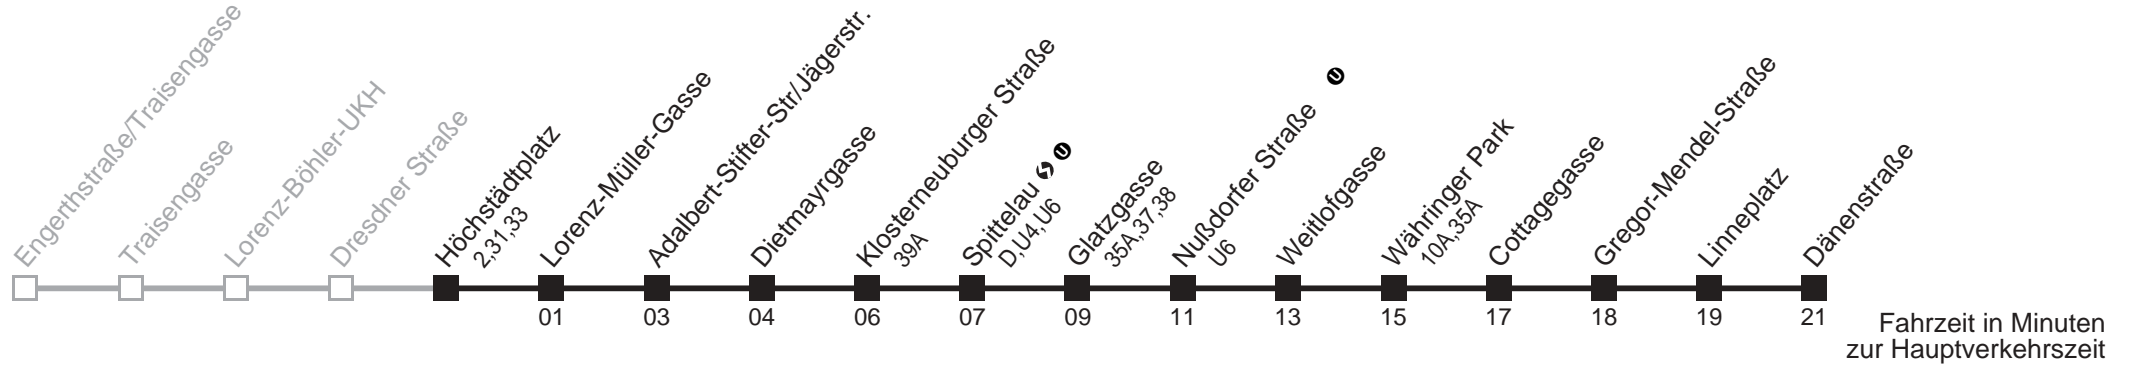 Engerthstraße/Traisengasse
Traisengasse
Lorenz-Böhler-UKH
Dresdner Straße
Höchstädtplatz
2,31,33
Lorenz-Müller-Gasse
Adalbert-Stifter-Str/Jägerstr.
Dietmayrgasse
Klosterneuburger Straße
39A
Spittelau S U
D,U4,U6
Glatzgasse
35A,37,38
Nußdorfer Straße U
U6
Weitlofgasse
Währinger Park
10A,35A
Cottagegasse
Gregor-Mendel-Straße
Linneplatz
Dänenstraße
01 03 04 06 07 09 11 13 15 17 18 19 21
Fahrzeit in Minuten
zur Hauptverkehrszeit